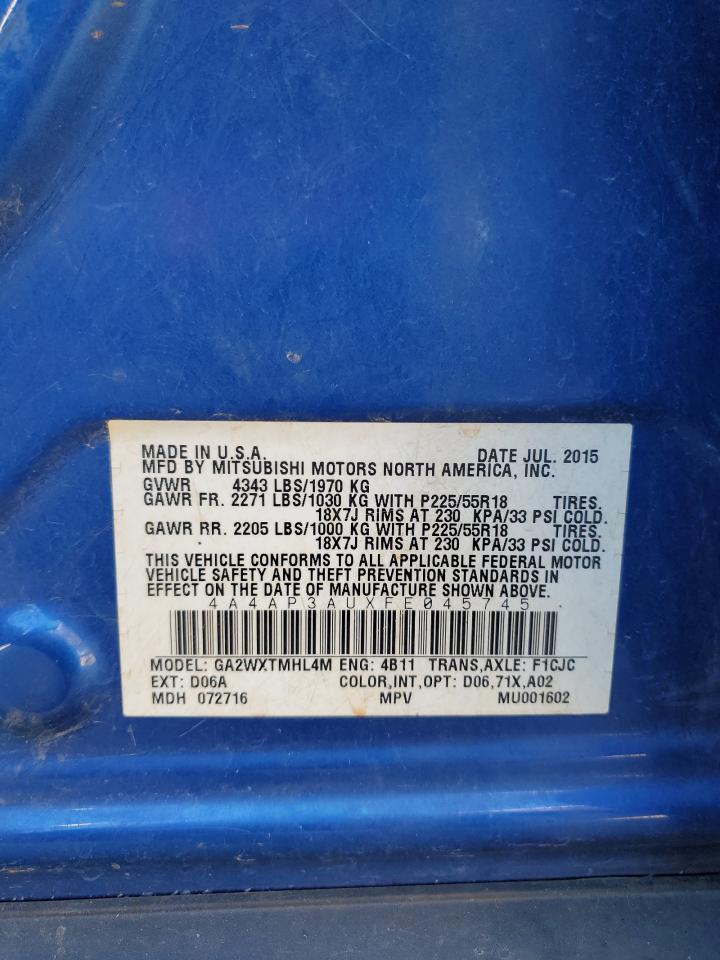 MADE IN U.S.A. DATE JUL. 2015
MFD BY MITSUBISHI MOTORS NORTH AMERICA, INC.
GVWR 4343 LBS/1970 KG
GAWR FR. 2271 LBS/1030 KG WITH P225/55R18 TIRES.
18X7J RIMS AT 230 KPA/33 PSI COLD.
GAWR RR. 2205 LBS/1000 KG WITH P225/55R18 TIRES.
18X7J RIMS AT 230 KPA/33 PSI COLD.
THIS VEHICLE CONFORMS TO ALL APPLICABLE FEDERAL MOTOR
VEHICLE SAFETY AND THEFT PREVENTION STANDARDS IN
EFFECT ON THE DATE OF MANUFACTURE SHOWN ABOVE.
4A4AP3AUXFE045745
MODEL: GA2WXTMHL4M ENG: 4B11 TRANS,AXLE: F1CJC
EXT: D06A COLOR,INT,OPT: D06,71X,A02
MDH 072716 MPV MU001602